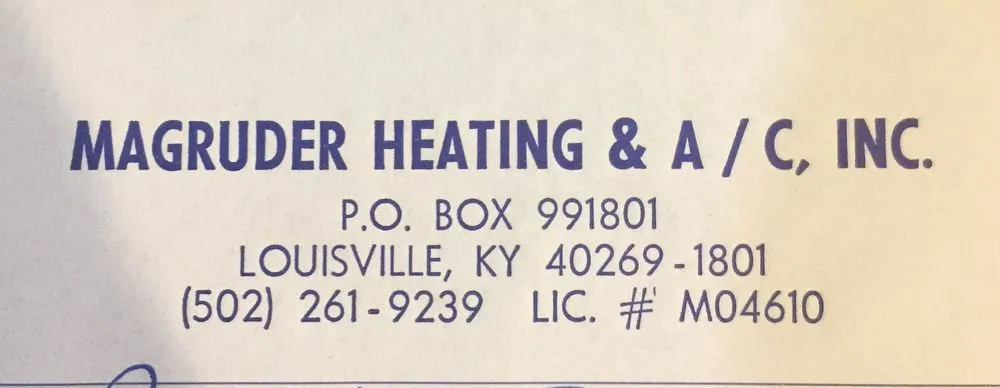 MAGRUDER HEATING & A / C, INC.
P.O. BOX 991801
LOUISVILLE, KY 40269-1801
(502) 261-9239 LIC. # M04610